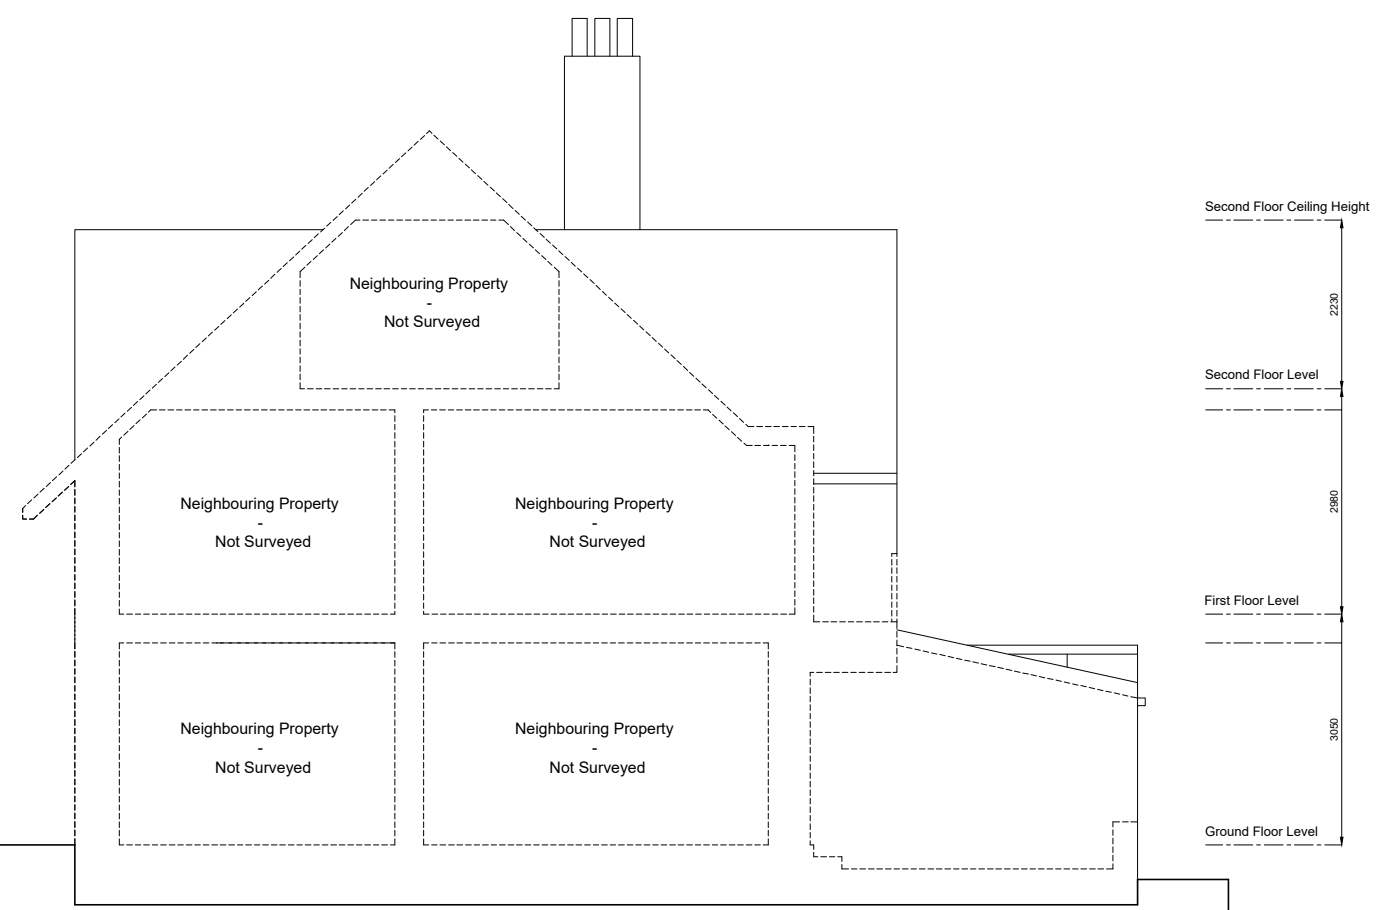 Second Floor Ceiling Height
Neighbouring Property
-
Not Surveyed
2230
Second Floor Level
Neighbouring Property
-
Not Surveyed
Neighbouring Property
-
Not Surveyed
2980
First Floor Level
Neighbouring Property
-
Not Surveyed
Neighbouring Property
-
Not Surveyed
3050
Ground Floor Level